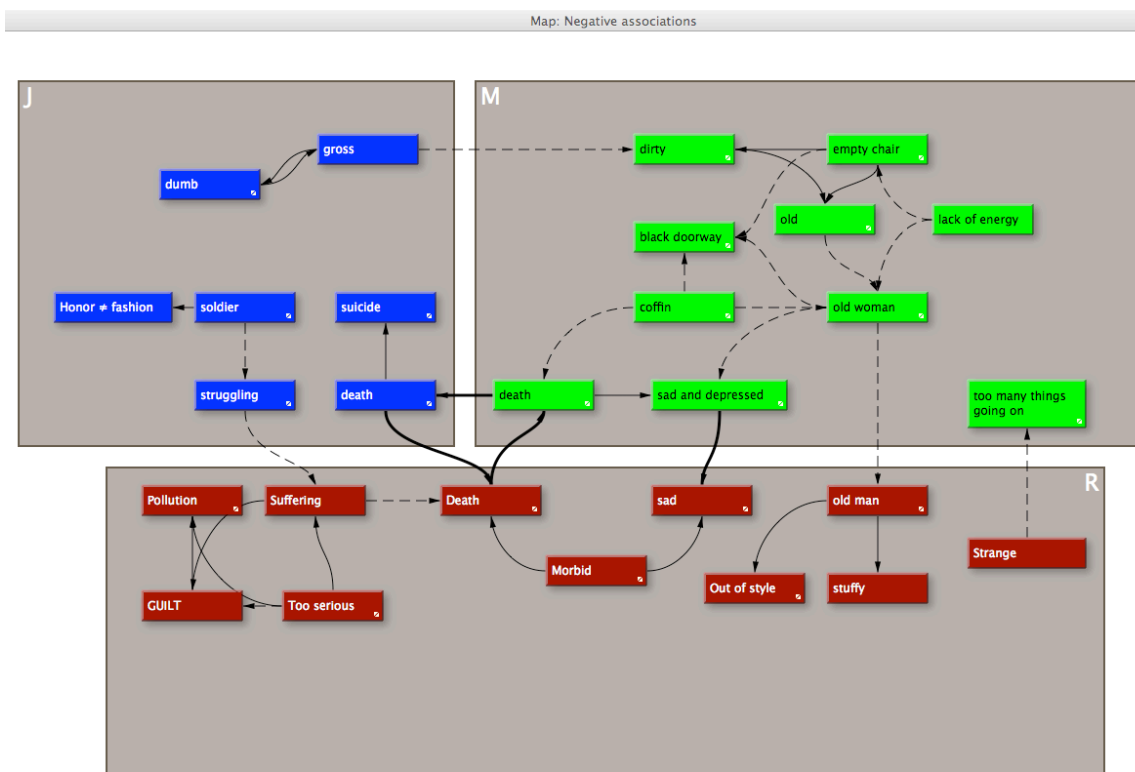 Map: Negative associations
J
gross
dumb
Honor ≠ fashion
soldier
suicide
struggling
death
M
dirty
empty chair
old
lack of energy
black doorway
coffin
old woman
death
sad and depressed
too many things
going on
R
Pollution
Suffering
Death
sad
old man
Strange
Morbid
Out of style
stuffy
GUILT
Too serious